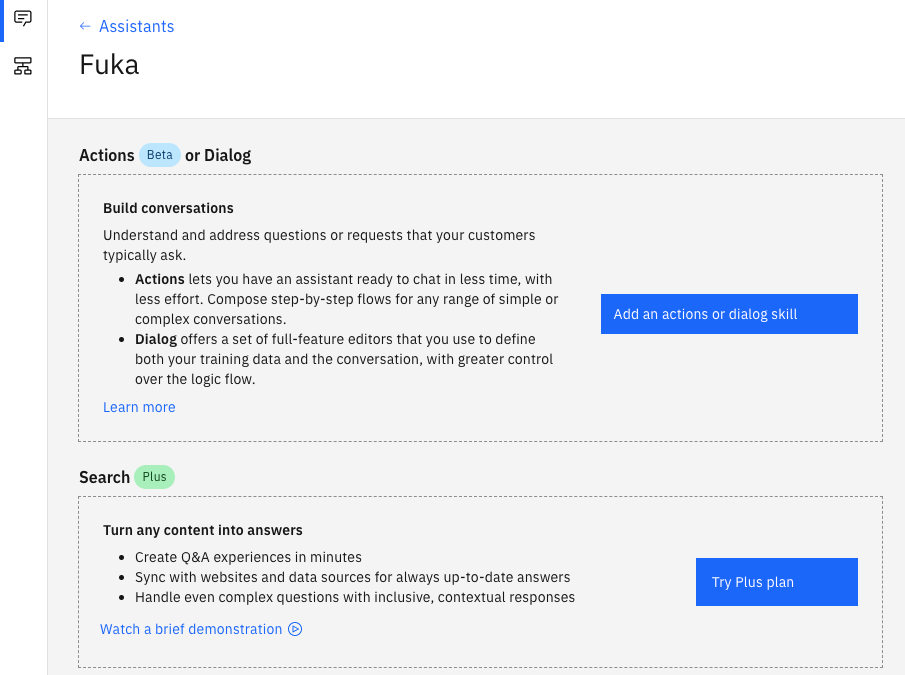 ← Assistants
Fuka
Actions Beta or Dialog
Build conversations
Understand and address questions or requests that your customers
typically ask.
• Actions lets you have an assistant ready to chat in less time, with
less effort. Compose step-by-step flows for any range of simple or
complex conversations.
• Dialog offers a set of full-feature editors that you use to define
both your training data and the conversation, with greater control
over the logic flow.
Add an actions or dialog skill
Learn more
Search Plus
Turn any content into answers
• Create Q&A experiences in minutes
• Sync with websites and data sources for always up-to-date answers
• Handle even complex questions with inclusive, contextual responses
Try Plus plan
Watch a brief demonstration